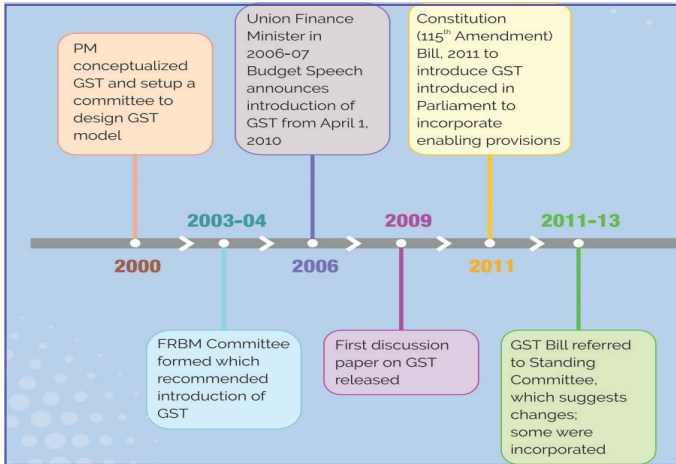 PM
conceptualized
GST and setup a
committee to
design GST
model
Union Finance
Minister in
2006-07
Budget Speech
announces
introduction of
GST from April 1,
2010
Constitution
(115th Amendment)
Bill, 2011 to
introduce GST
introduced in
Parliament to
incorporate
enabling provisions
2003-04
2009
2011-13
2000
2006
2011
FRBM Committee
formed which
recommended
introduction of
GST
First discussion
paper on GST
released
GST Bill referred
to Standing
Committee,
which suggests
changes;
some were
incorporated